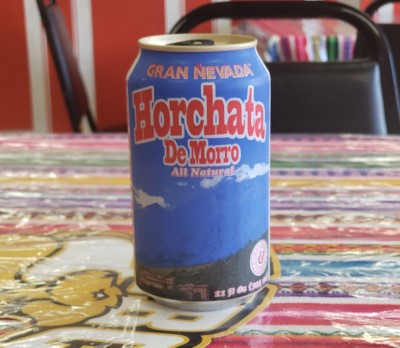 GRAN NEVADA
Horchata
De Morro
All Natural